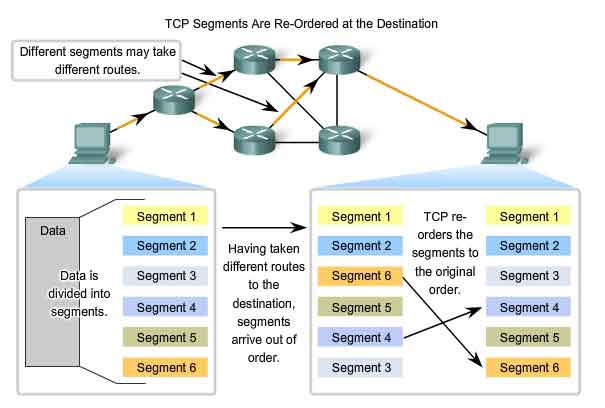 TCP Segments Are Re-Ordered at the Destination
Different segments may take
different routes.
Data
Data is
divided into
segments.
Segment 1
Segment 2
Segment 3
Segment 4
Segment 5
Segment 6
Having taken
different routes
to the
destination,
segments
arrive out of
order.
Segment 1
Segment 2
Segment 6
Segment 5
Segment 4
Segment 3
TCP re-
orders the
segments to
the original
order.
Segment 1
Segment 2
Segment 3
Segment 4
Segment 5
Segment 6